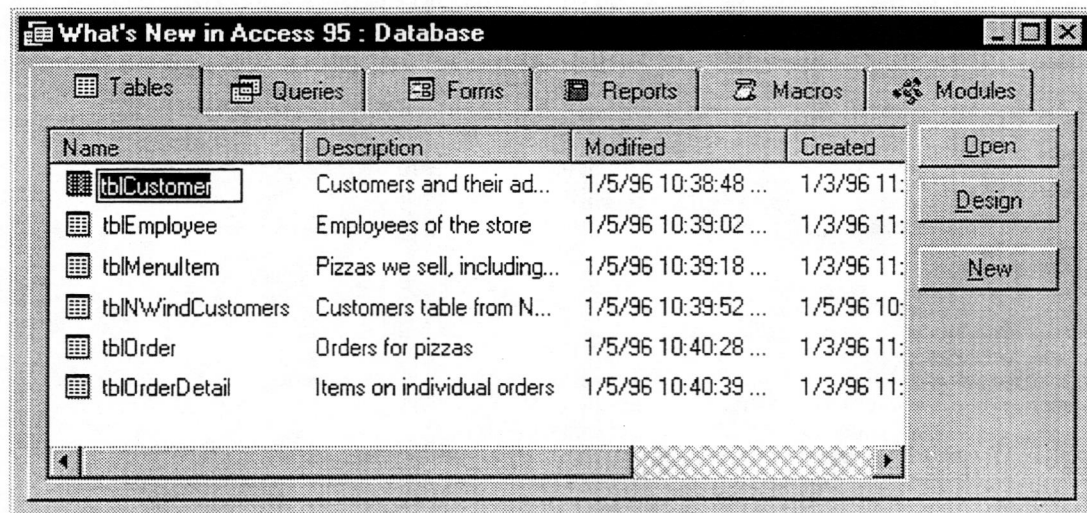 What's New in Access 95 : Database
Tables Queries Forms Reports Macros Modules
Name Description Modified Created
tblCustomer Customers and their ad... 1/5/96 10:38:48 ... 1/3/96 11:
tblEmployee Employees of the store 1/5/96 10:39:02 ... 1/3/96 11:
tblMenuItem Pizzas we sell, including... 1/5/96 10:39:18 ... 1/3/96 11:
tblNWindCustomers Customers table from N... 1/5/96 10:39:52 ... 1/5/96 10:
tblOrder Orders for pizzas 1/5/96 10:40:28 ... 1/3/96 11:
tblOrderDetail Items on individual orders 1/5/96 10:40:39 ... 1/3/96 11:
Open
Design
New